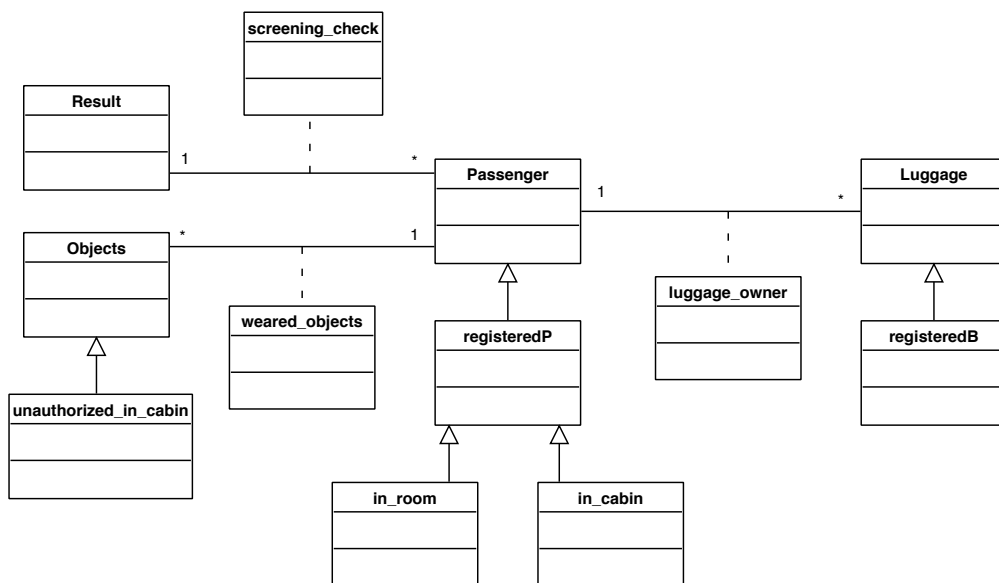 screening_check
Result
1
*
Passenger
Luggage
1
*
Objects
*
1
weared_objects
luggage_owner
registeredP
registeredB
unauthorized_in_cabin
in_room
in_cabin